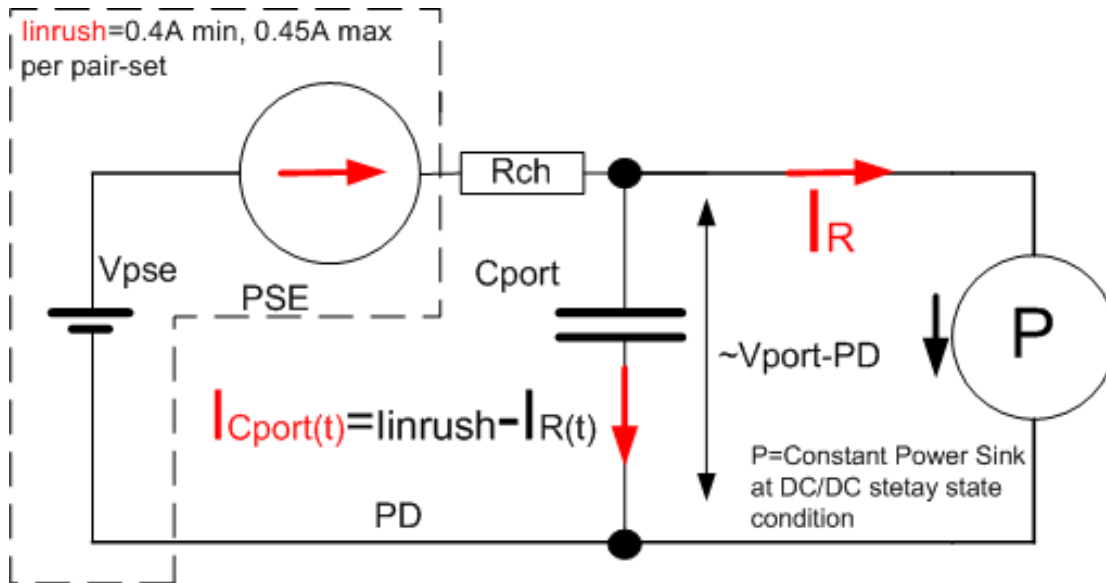 Iinrush=0.4A min, 0.45A max
per pair-set
Rch
IR
Vpse
PSE
Cport
P
~Vport-PD
ICport(t)=Iinrush-IR(t)
P=Constant Power Sink
at DC/DC stetay state
condition
PD